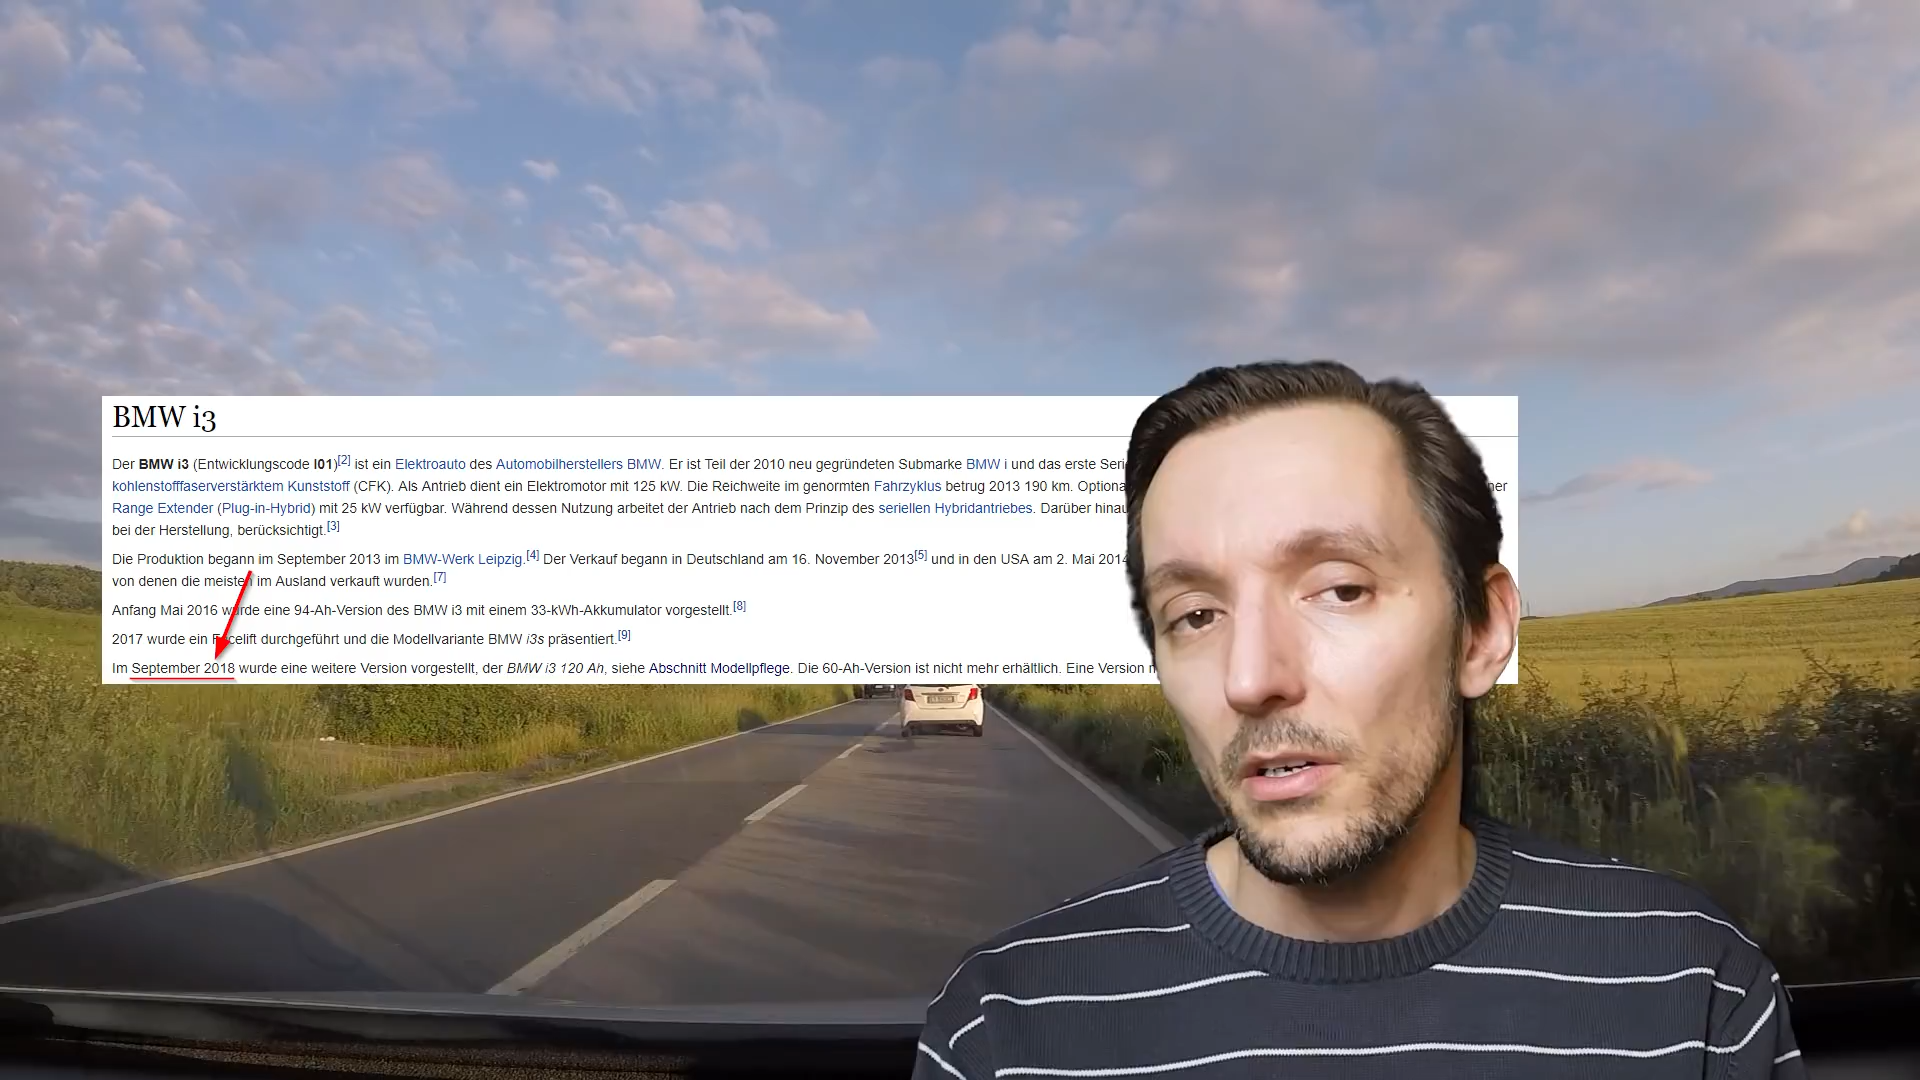 BMW i3
Der BMW i3 (Entwicklungscode I01)[2] ist ein Elektroauto des Automobilherstellers BMW. Er ist Teil der 2010 neu gegründeten Submarke BMW i und das erste
kohlenstofffaserverstärktem Kunststoff (CFK). Als Antrieb dient ein Elektromotor mit 125 kW. Die Reichweite im genormten Fahrzyklus betrug 2013 190 km.
Range Extender (Plug-in-Hybrid) mit 25 kW verfügbar. Während dessen Nutzung arbeitet der Antrieb nach dem Prinzip des seriellen Hybridantriebes. Darüber
bei der Herstellung, berücksichtigt.[3]
Die Produktion begann im September 2013 im BMW-Werk Leipzig.[4] Der Verkauf begann in Deutschland am 16. November 2013[5] und in den USA am 2. Mai 2014
von denen die meisten im Ausland verkauft wurden.[7]
Anfang Mai 2016 wurde eine 94-Ah-Version des BMW i3 mit einem 33-kWh-Akkumulator vorgestellt.[8]
2017 wurde ein Facelift durchgeführt und die Modellvariante BMW i3s präsentiert.[9]
Im September 2018 wurde eine weitere Version vorgestellt, der BMW i3 120 Ah, siehe Abschnitt Modellpflege. Die 60-Ah-Version ist nicht mehr erhältlich. Eine Version